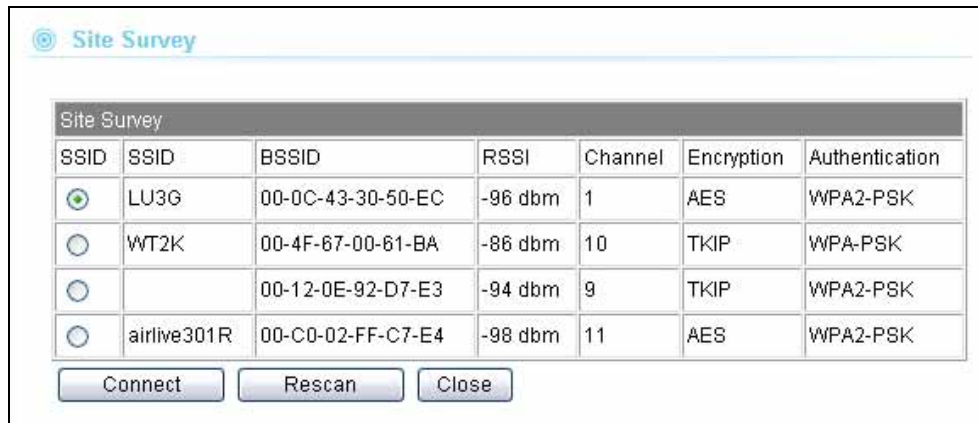 Site Survey
Site Survey
SSID SSID BSSID RSSI Channel Encryption Authentication
LU3G 00-0C-43-30-50-EC -96 dbm 1 AES WPA2-PSK
WT2K 00-4F-67-00-61-BA -86 dbm 10 TKIP WPA-PSK
00-12-0E-92-D7-E3 -94 dbm 9 TKIP WPA2-PSK
airlive301R 00-C0-02-FF-C7-E4 -98 dbm 11 AES WPA2-PSK
Connect Rescan Close